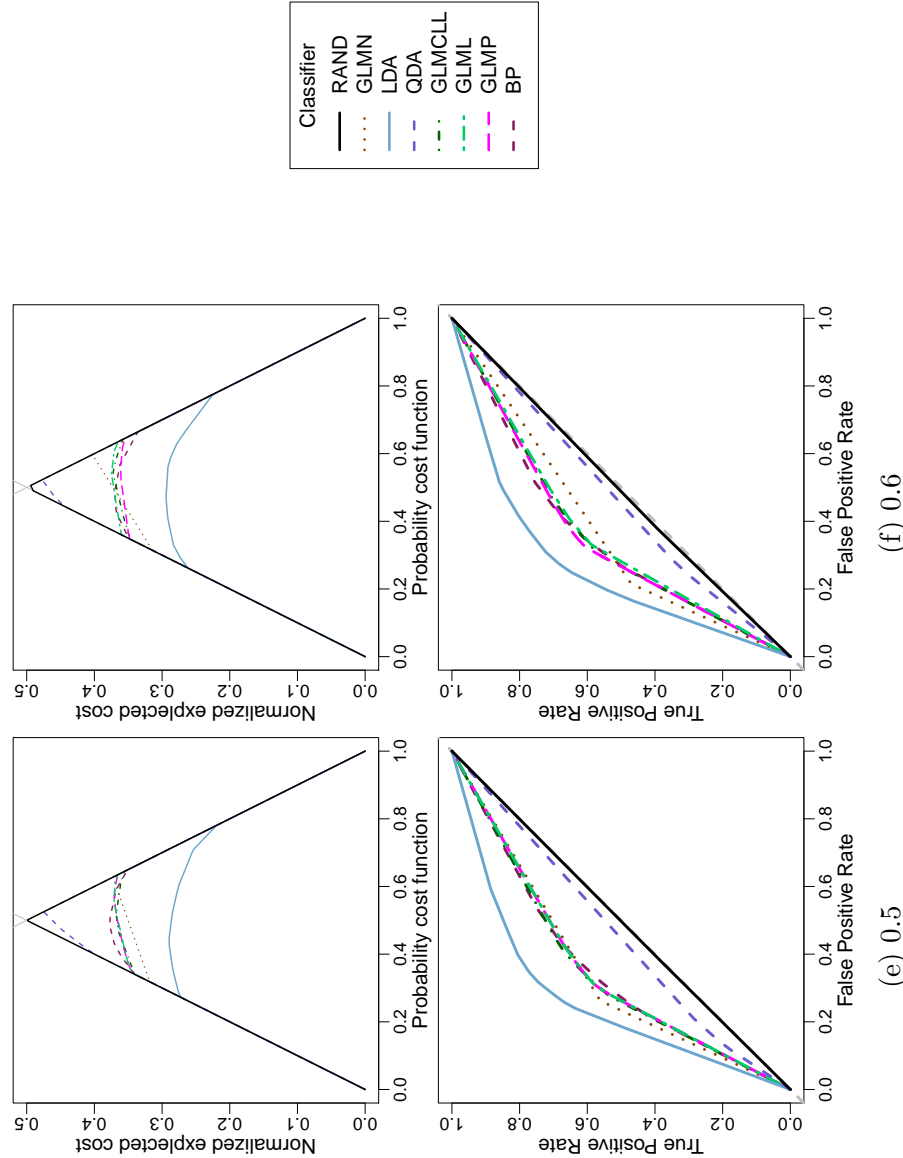 0.0 0.1 0.2 0.3 0.4 0.5
Normalized explected cost
0.0 0.2 0.4 0.6 0.8 1.0
Probability cost function
0.0 0.2 0.4 0.6 0.8 1.0
True Positive Rate
0.0 0.2 0.4 0.6 0.8 1.0
False Positive Rate
(e) 0.5
0.0 0.1 0.2 0.3 0.4 0.5
Normalized explected cost
0.0 0.2 0.4 0.6 0.8 1.0
Probability cost function
0.0 0.2 0.4 0.6 0.8 1.0
True Positive Rate
0.0 0.2 0.4 0.6 0.8 1.0
False Positive Rate
(f) 0.6
Classifier
RAND
GLMN
LDA
QDA
GLMCLL
GLML
GLMP
BP